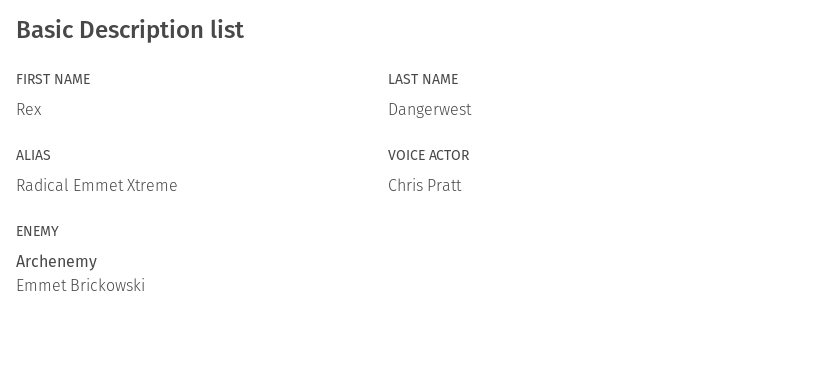 Basic Description list
FIRST NAME
Rex
LAST NAME
Dangerwest
ALIAS
Radical Emmet Xtreme
VOICE ACTOR
Chris Pratt
ENEMY
Archenemy
Emmet Brickowski